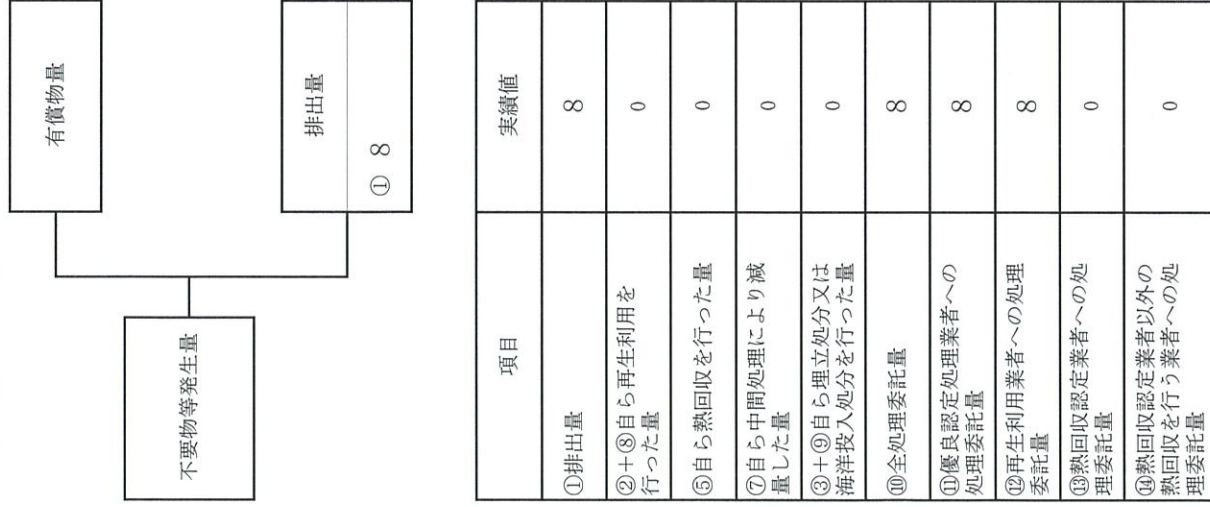 不要物等発生量
有償物量
排出量
① 8
項目
実績値
①排出量
8
②+⑧自ら再生利用を
行った量
0
⑤自ら熱回収を行った量
0
⑦自ら中間処理により減
量した量
0
③+⑨自ら埋立処分又は
海洋投入処分を行った量
0
⑩全処理委託量
8
⑪優良認定処理業者への
処理委託量
8
⑫再生利用業者への処理
委託量
8
⑬熱回収認定業者への処
理委託量
0
⑭熱回収認定業者以外の
熱回収を行う業者への処
理委託量
0